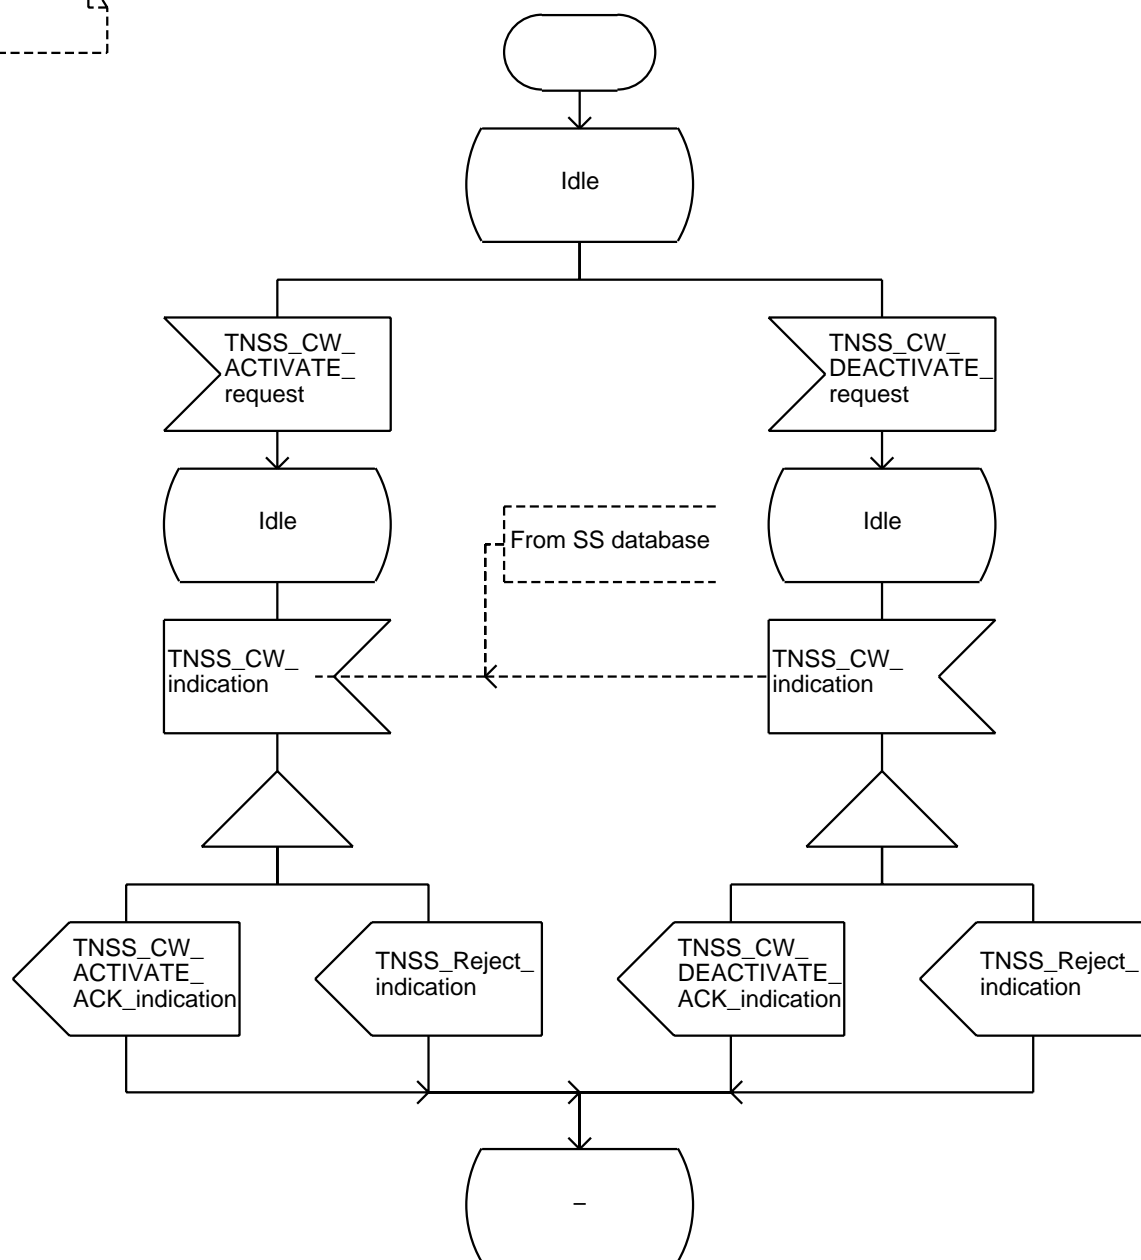 Idle
TNSS_CW_
ACTIVATE_
request
TNSS_CW_
DEACTIVATE_
request
Idle
From SS database
Idle
TNSS_CW_
indication
TNSS_CW_
indication
TNSS_CW_
ACTIVATE_
ACK_indication
TNSS_Reject_
indication
TNSS_CW_
DEACTIVATE_
ACK_indication
TNSS_Reject_
indication
–